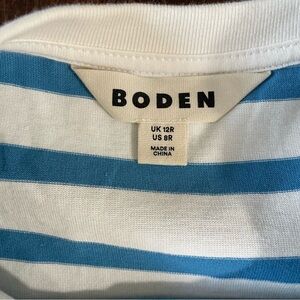 BODEN
UK 12R
US 8R
MADE IN
CHINA